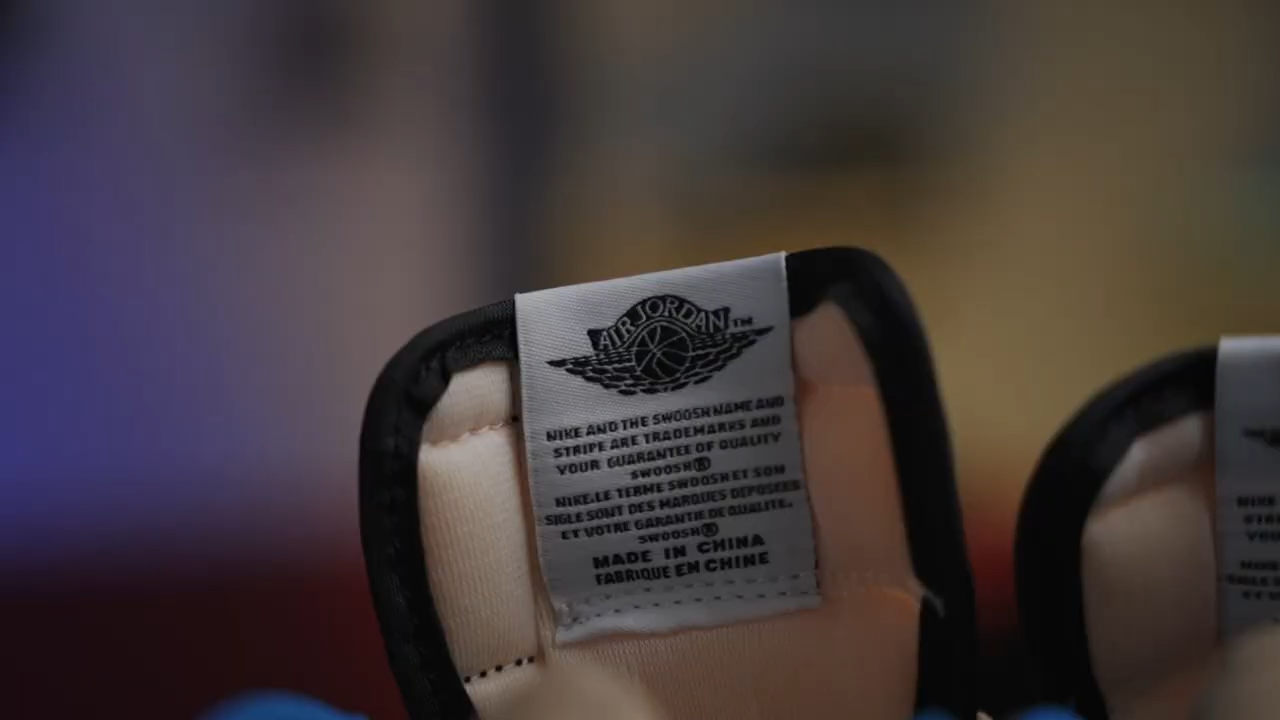 AIR JORDAN TM
NIKE AND THE SWOOSH NAME AND
STRIPE ARE TRADEMARKS AND
YOUR GUARANTEE OF QUALITY
SWOOSH®
NIKE.LE TERME SWOOSH ET SON
SIGLE SONT DES MARQUES DEPOSEES
ET VOTRE GARANTIE DE QUALITE.
SWOOSH®
MADE IN CHINA
FABRIQUE EN CHINE